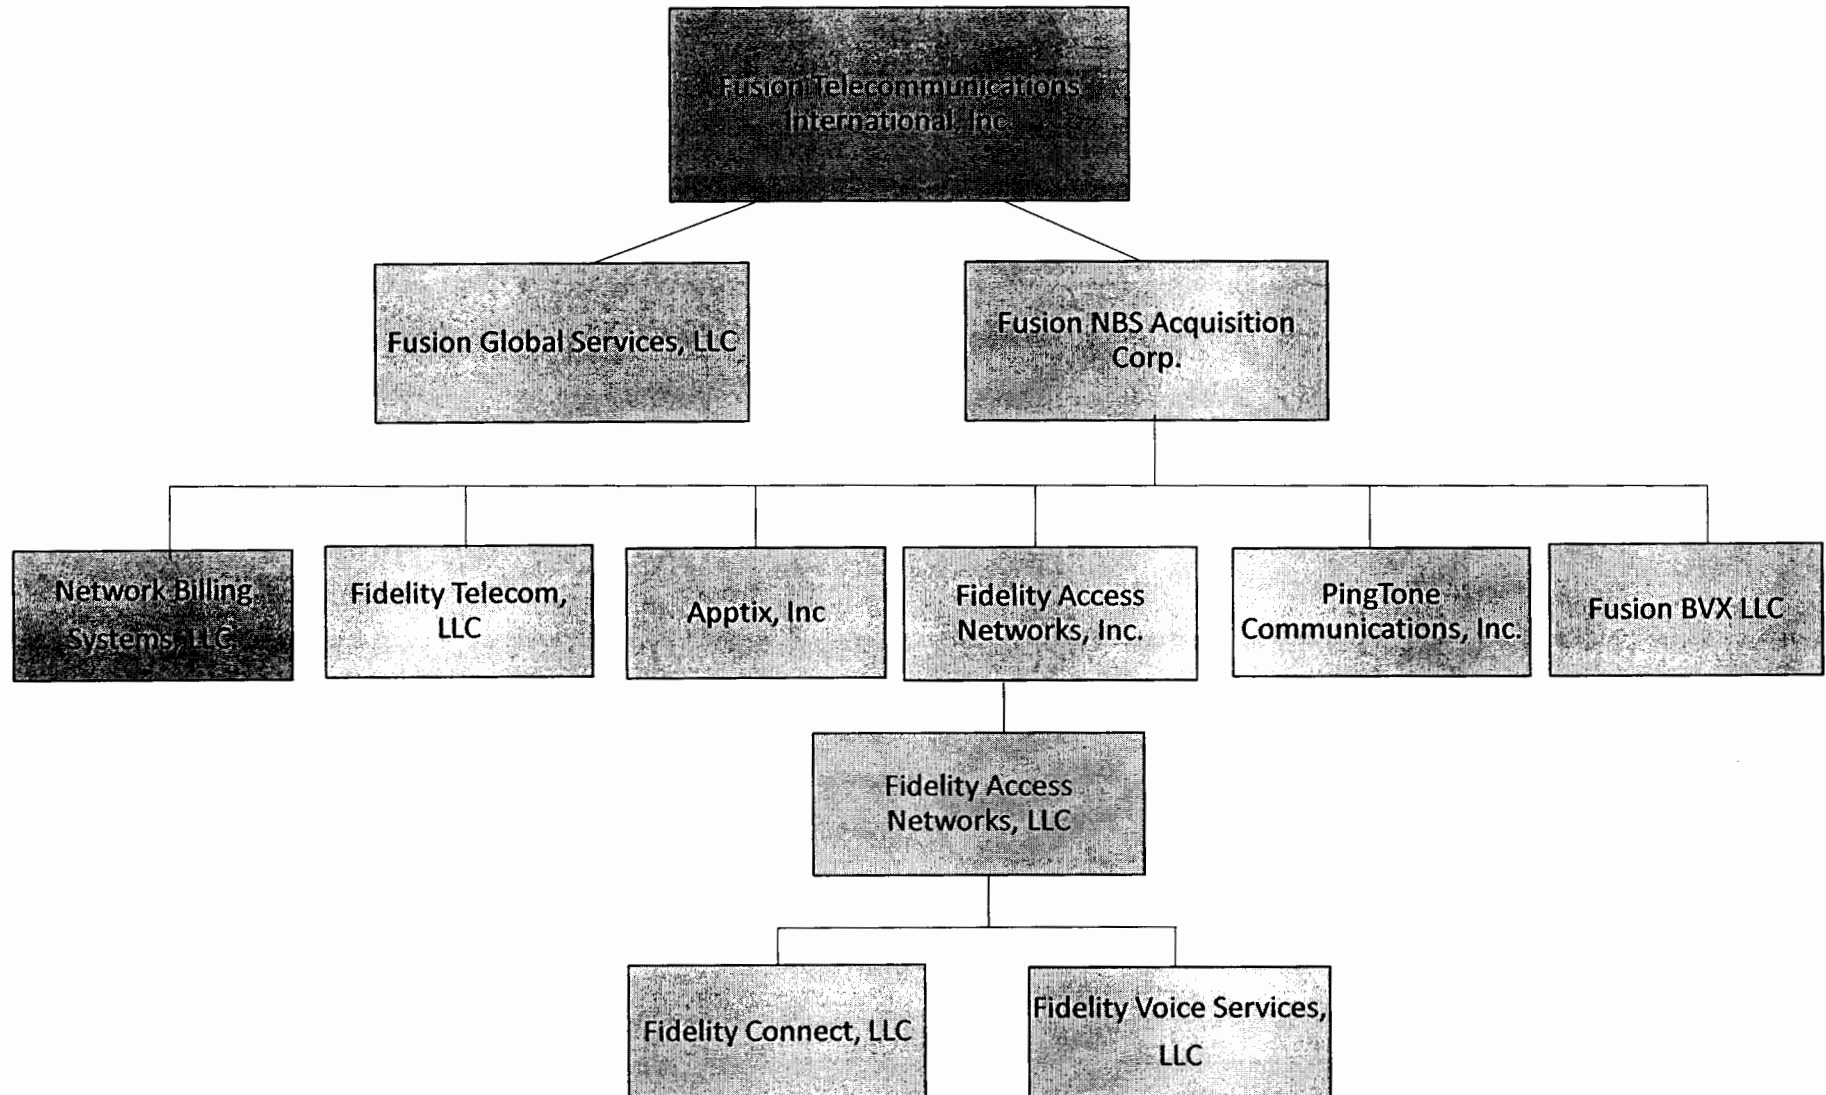 Fusion Telecommunications
International, Inc.
Fusion Global Services, LLC
Fusion NBS Acquisition
Corp.
Network Billing
Systems, LLC
Fidelity Telecom,
LLC
Apptix, Inc
Fidelity Access
Networks, Inc.
PingTone
Communications, Inc.
Fusion BVX LLC
Fidelity Access
Networks, LLC
Fidelity Connect, LLC
Fidelity Voice Services,
LLC